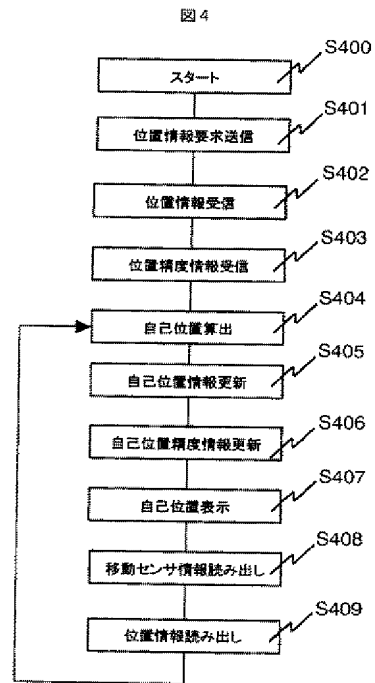 図4
S400
スタート
S401
位置情報要求送信
S402
位置情報受信
S403
位置精度情報受信
S404
自己位置算出
S405
自己位置情報更新
S406
自己位置精度情報更新
S407
自己位置表示
S408
移動センサ情報読み出し
S409
位置情報読み出し